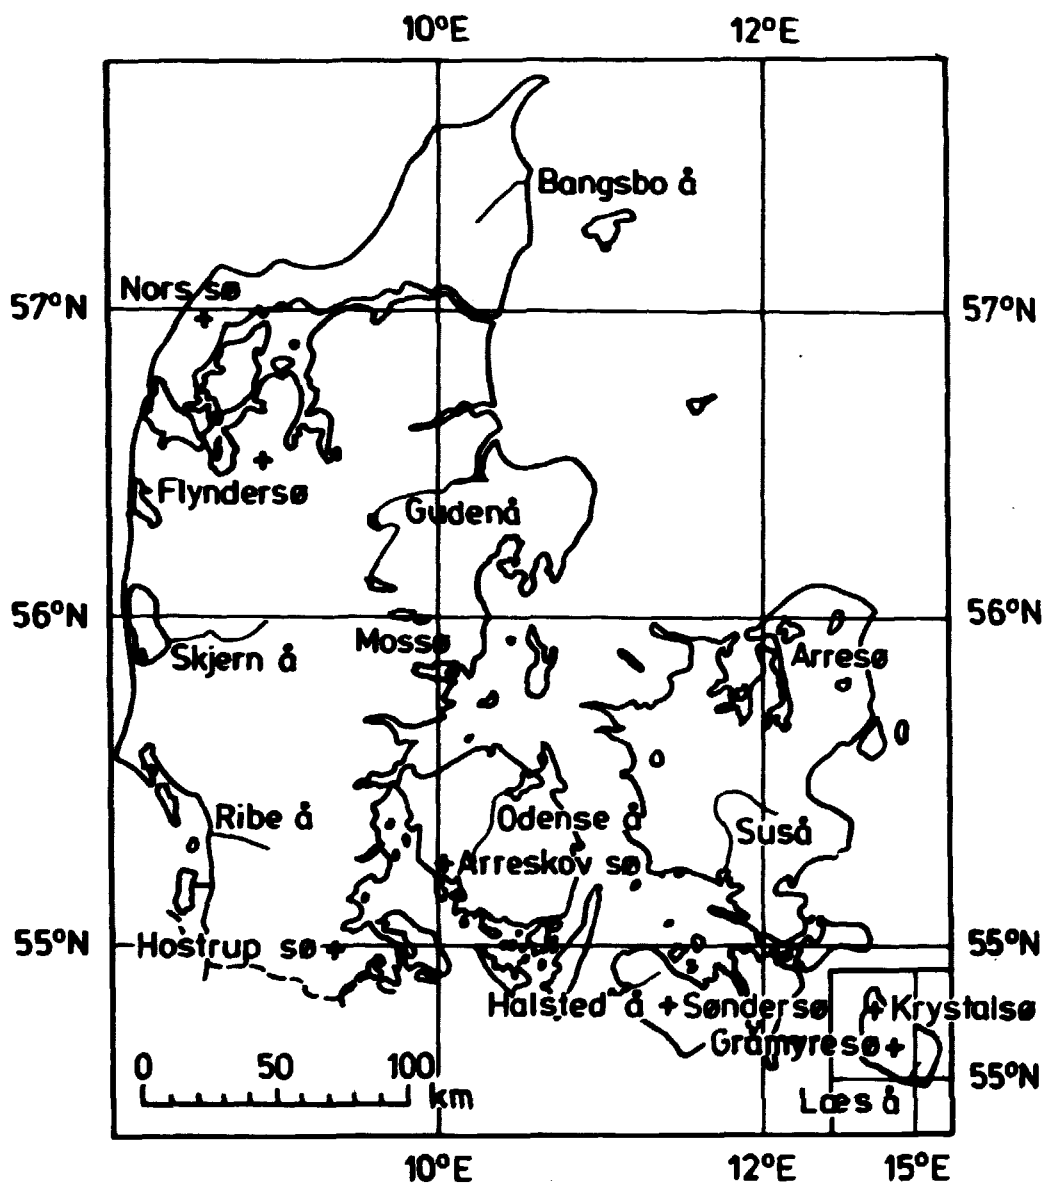 10°E 12°E
Bangsbo å
Nors sø
57°N 57°N
Flyndersø
Gudenå
56°N 56°N
Mossø
Skjern å
Arresø
Ribe å
Odense å
Suså
Arreskov sø
55°N 55°N
Hostrup sø
Halsted å
Søndersø
Krystalsø
Gråmyresø
0 50 100
km
55°N
Læs å
10°E 12°E 15°E